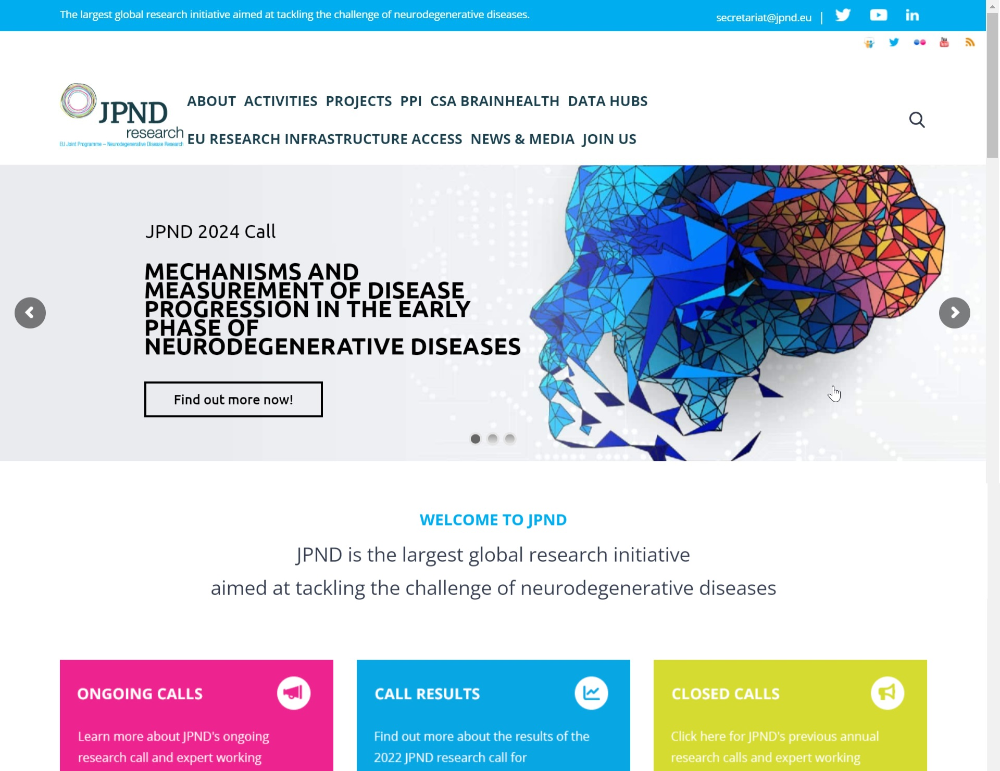 The largest global research initiative aimed at tackling the challenge of neurodegenerative diseases.
secretariat@jpnd.eu |
JPND
research
EU Joint Programme – Neurodegenerative Disease Research
ABOUT ACTIVITIES PROJECTS PPI CSA BRAINHEALTH DATA HUBS
EU RESEARCH INFRASTRUCTURE ACCESS NEWS & MEDIA JOIN US
JPND 2024 Call
MECHANISMS AND
MEASUREMENT OF DISEASE
PROGRESSION IN THE EARLY
PHASE OF
NEURODEGENERATIVE DISEASES
Find out more now!
WELCOME TO JPND
JPND is the largest global research initiative
aimed at tackling the challenge of neurodegenerative diseases
ONGOING CALLS
Learn more about JPND's ongoing
research call and expert working
CALL RESULTS
Find out more about the results of the
2022 JPND research call for
CLOSED CALLS
Click here for JPND's previous annual
research calls and expert working